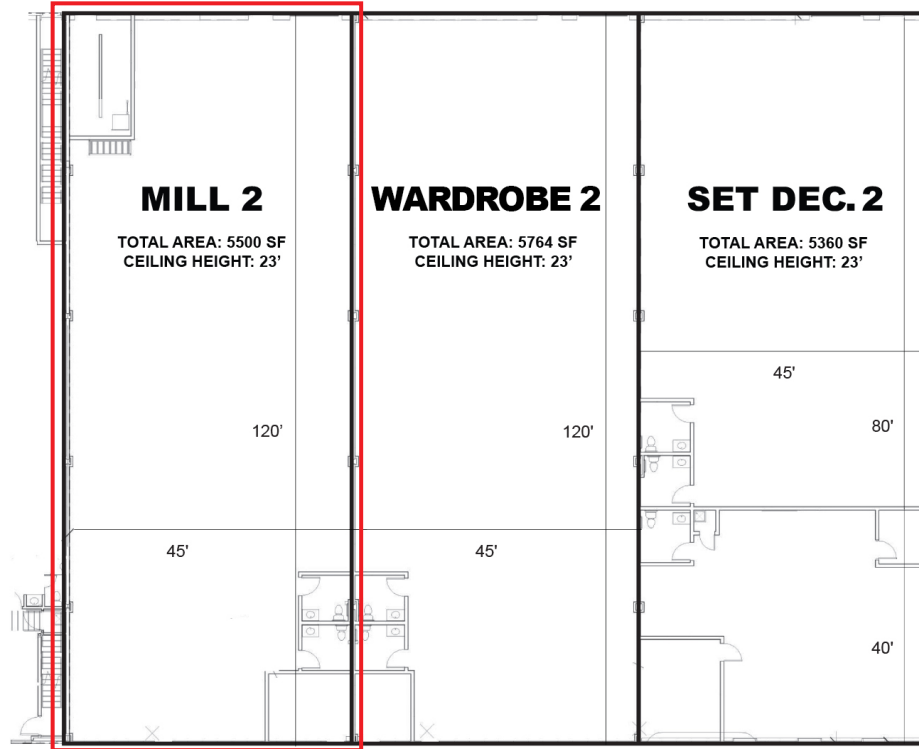 MILL 2
TOTAL AREA: 5500 SF
CEILING HEIGHT: 23’
120’
45'
WARDROBE 2
TOTAL AREA: 5764 SF
CEILING HEIGHT: 23’
120'
45'
SET DEC. 2
TOTAL AREA: 5360 SF
CEILING HEIGHT: 23’
45'
80'
40'